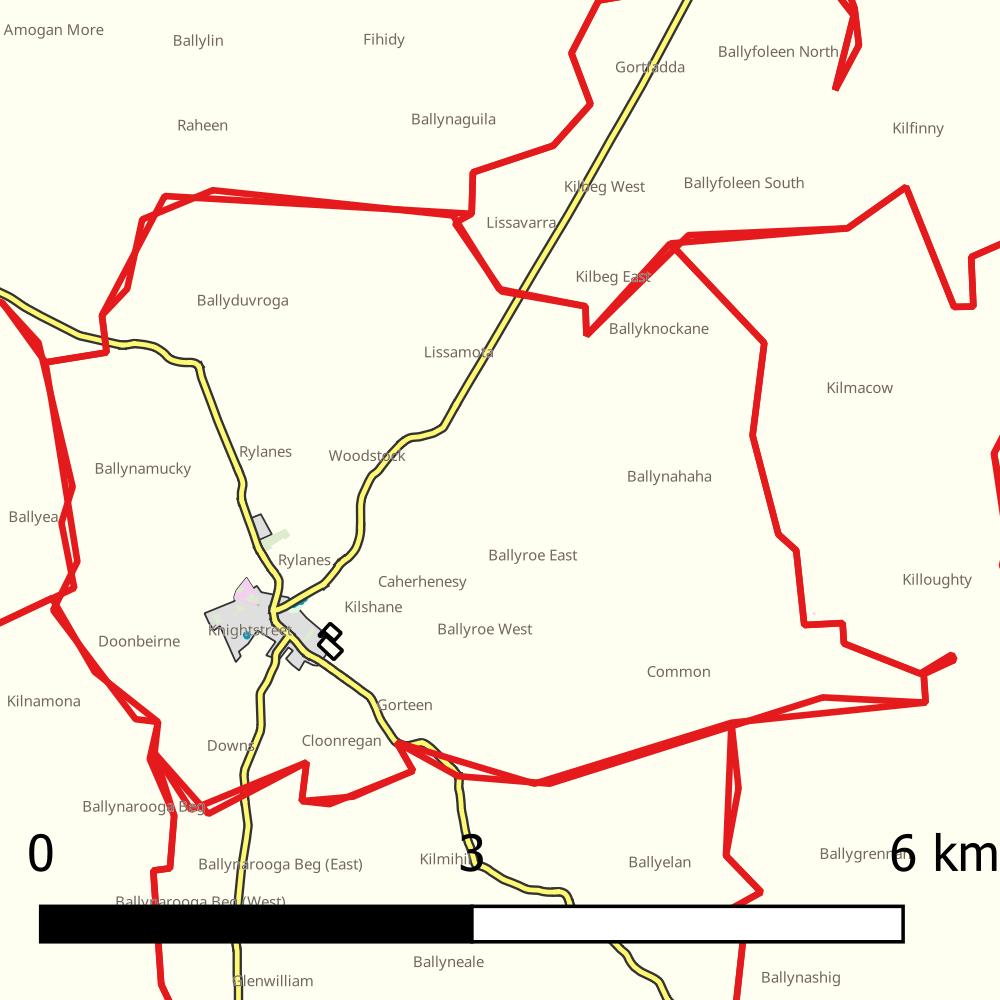 Amogan More
Ballylin
Fihidy
Ballyfoleen North
Gortfadda
Ballynaguila
Raheen
Kilfinny
Ballyfoleen South
Kilbeg West
Lissavarra
Kilbeg East
Ballyduvroga
Ballyknockane
Lissamota
Kilmacow
Rylanes
Woodstock
Ballynamucky
Ballynahaha
Ballyea
Ballyroe East
Rylanes
Caherhenesy
Killoughty
Kilshane
Knightstreet
Ballyroe West
Doonbeirne
Common
Kilnamona
Gorteen
Cloonregan
Downs
Ballynarooga Beg
0
3
6 km
Ballygrennan
Kilmihil
Ballyelan
Ballynarooga Beg (East)
Ballynarooga Beg (West)
Ballyneale
Ballynashig
Glenwilliam